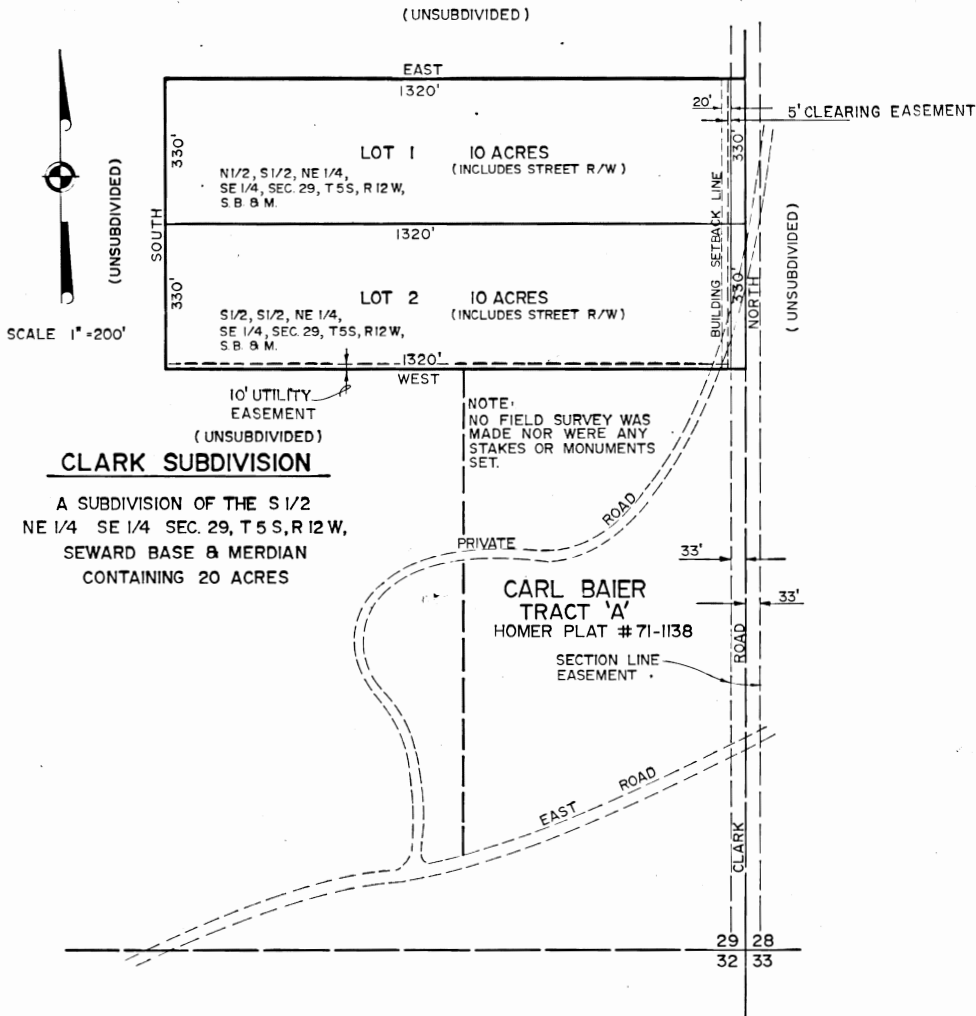 (UNSUBDIVIDED)
EAST
1320'
20'
5' CLEARING EASEMENT
330'
330'
LOT 1 10 ACRES
(INCLUDES STREET R/W)
N1/2, S1/2, NE 1/4,
SE 1/4, SEC. 29, T5S, R12W,
S.B. & M.
(UNSUBDIVIDED)
SOUTH
BUILDING SETBACK LINE
(UNSUBDIVIDED)
1320'
330'
330'
NORTH
LOT 2 10 ACRES
(INCLUDES STREET R/W)
S1/2, S1/2, NE 1/4,
SE 1/4, SEC. 29, T5S, R12W,
S.B. & M.
SCALE 1"=200'
1320'
WEST
10' UTILITY
EASEMENT
(UNSUBDIVIDED)
NOTE:
NO FIELD SURVEY WAS
MADE NOR WERE ANY
STAKES OR MONUMENTS
SET.
CLARK SUBDIVISION
A SUBDIVISION OF THE S1/2
NE 1/4 SE 1/4 SEC. 29, T5S, R12W,
SEWARD BASE & MERDIAN
CONTAINING 20 ACRES
PRIVATE ROAD
33'
33'
CARL BAIER
TRACT 'A'
HOMER PLAT #71-1138
SECTION LINE
EASEMENT
EAST ROAD
CLARK ROAD
29 28
32 33